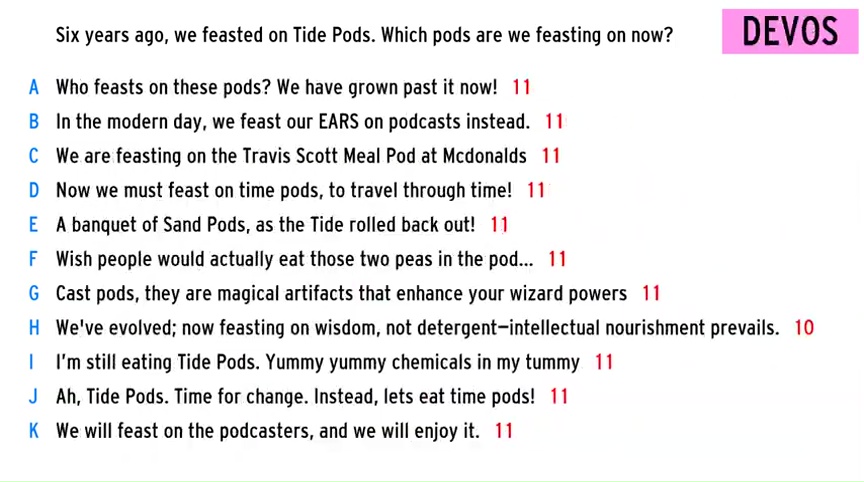 Six years ago, we feasted on Tide Pods. Which pods are we feasting on now?
DEVOS
A Who feasts on these pods? We have grown past it now! 11
B In the modern day, we feast our EARS on podcasts instead. 11
C We are feasting on the Travis Scott Meal Pod at Mcdonalds 11
D Now we must feast on time pods, to travel through time! 11
E A banquet of Sand Pods, as the Tide rolled back out! 11
F Wish people would actually eat those two peas in the pod... 11
G Cast pods, they are magical artifacts that enhance your wizard powers 11
H We've evolved; now feasting on wisdom, not detergent—intellectual nourishment prevails. 10
I I'm still eating Tide Pods. Yummy yummy chemicals in my tummy 11
J Ah, Tide Pods. Time for change. Instead, lets eat time pods! 11
K We will feast on the podcasters, and we will enjoy it. 11